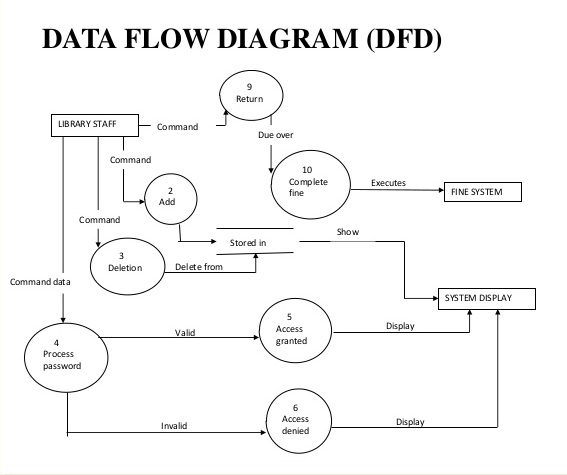 DATA FLOW DIAGRAM (DFD)
9
Return
LIBRARY STAFF
Command
Due over
Command
10
Complete
fine
Executes
FINE SYSTEM
2
Add
Command
Show
Stored in
3
Deletion
Delete from
Command data
SYSTEM DISPLAY
5
Access
granted
Valid
Display
4
Process
password
6
Access
denied
Invalid
Display